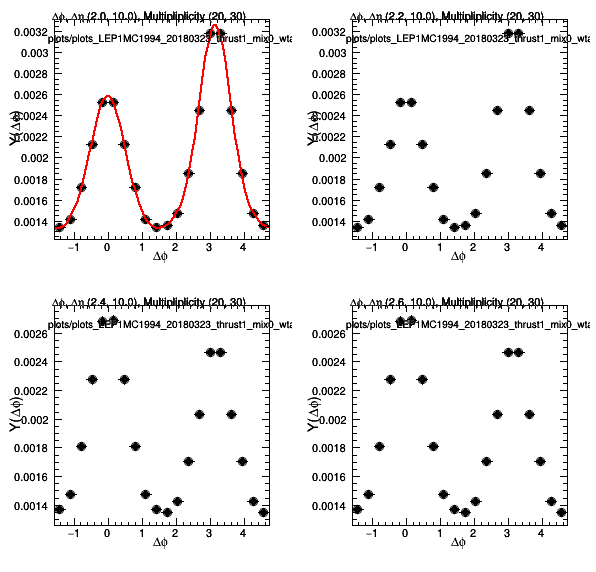 Δϕ, Δη (2.0, 10.0), Multipliplicity (20, 30)
plots/plots_LEP1MC1994_20180323_thrust1_mix0_wta
Y(Δϕ)
0.0032
0.003
0.0028
0.0026
0.0024
0.0022
0.002
0.0018
0.0016
0.0014
−1 0 1 2 3 4
Δϕ
Δϕ, Δη (2.2, 10.0), Multipliplicity (20, 30)
plots/plots_LEP1MC1994_20180323_thrust1_mix0_wta
Y(Δϕ)
0.0032
0.003
0.0028
0.0026
0.0024
0.0022
0.002
0.0018
0.0016
0.0014
−1 0 1 2 3 4
Δϕ
Δϕ, Δη (2.4, 10.0), Multipliplicity (20, 30)
plots/plots_LEP1MC1994_20180323_thrust1_mix0_wta
Y(Δϕ)
0.0026
0.0024
0.0022
0.002
0.0018
0.0016
0.0014
−1 0 1 2 3 4
Δϕ
Δϕ, Δη (2.6, 10.0), Multipliplicity (20, 30)
plots/plots_LEP1MC1994_20180323_thrust1_mix0_wta
Y(Δϕ)
0.0026
0.0024
0.0022
0.002
0.0018
0.0016
0.0014
−1 0 1 2 3 4
Δϕ